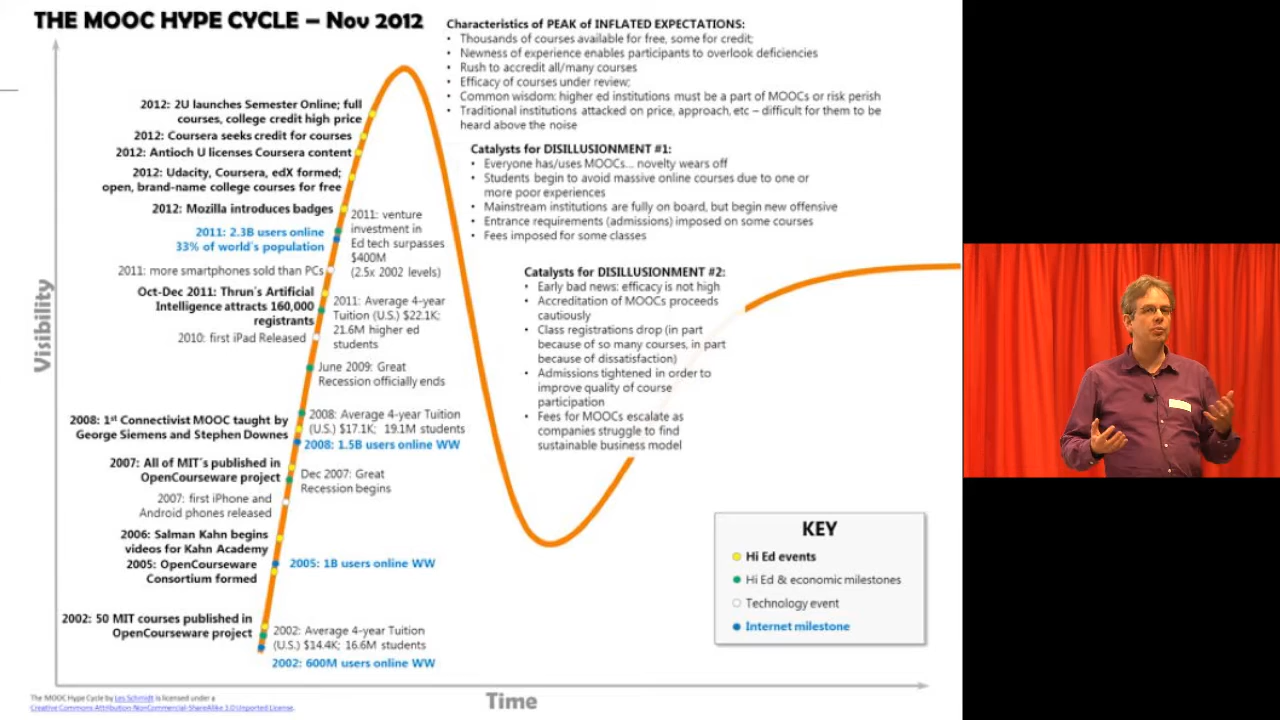 THE MOOC HYPE CYCLE – Nov 2012
Characteristics of PEAK of INFLATED EXPECTATIONS:
• Thousands of courses available for free, some for credit;
• Newness of experience enables participants to overlook deficiencies
• Rush to accredit all/many courses
• Efficacy of courses under review;
• Common wisdom: higher ed institutions must be a part of MOOCs or risk perish
• Traditional institutions attacked on price, approach, etc – difficult for them to be
heard above the noise
Catalysts for DISILLUSIONMENT #1:
• Everyone has/uses MOOCs... novelty wears off
• Students begin to avoid massive online courses due to one or
more poor experiences
• Mainstream institutions are fully on board, but begin new offensive
• Entrance requirements (admissions) imposed on some courses
• Fees imposed for some classes
Catalysts for DISILLUSIONMENT #2:
• Early bad news: efficacy is not high
• Accreditation of MOOCs proceeds
cautiously
• Class registrations drop (in part
because of so many courses, in part
because of dissatisfaction)
• Admissions tightened in order to
improve quality of course
participation
• Fees for MOOCs escalate as
companies struggle to find
sustainable business model
2012: 2U launches Semester Online; full
courses, college credit high price
2012: Coursera seeks credit for courses
2012: Antioch U licenses Coursera content
2012: Udacity, Coursera, edX formed;
open, brand-name college courses for free
2012: Mozilla introduces badges
2011: 2.3B users online
33% of world's population
2011: more smartphones sold than PCs
Oct-Dec 2011: Thrun's Artificial
Intelligence attracts 160,000
registrants
2010: first iPad Released
2008: 1st Connectivist MOOC taught by
George Siemens and Stephen Downes
2007: All of MIT's published in
OpenCourseware project
2007: first iPhone and
Android phones released
2006: Salman Kahn begins
videos for Kahn Academy
2005: OpenCourseware
Consortium formed
2002: 50 MIT courses published in
OpenCourseware project
2011: venture
investment in
Ed tech surpasses
$400M
(2.5x 2002 levels)
2011: Average 4-year
Tuition (U.S.) $22.1K;
21.6M higher ed
students
June 2009: Great
Recession officially ends
2008: Average 4-year Tuition
(U.S.) $17.1K; 19.1M students
2008: 1.5B users online WW
Dec 2007: Great
Recession begins
2005: 1B users online WW
2002: Average 4-year Tuition
(U.S.) $14.4K; 16.6M students
2002: 600M users online WW
Visibility
Time
KEY
Hi Ed events
Hi Ed & economic milestones
Technology event
Internet milestone
The MOOC Hype Cycle by Les Schmidt is licensed under a
Creative Commons Attribution-NonCommercial-ShareAlike 3.0 Unported License.